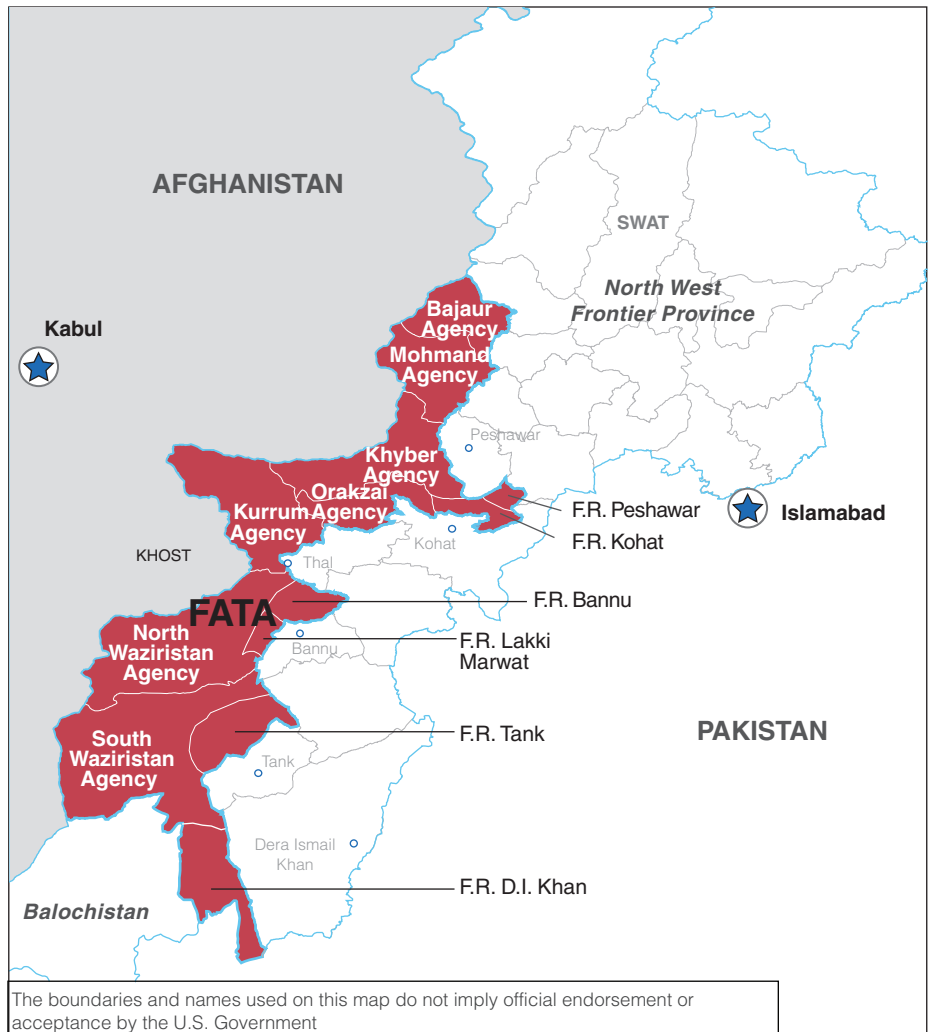 AFGHANISTAN
SWAT
North West
Frontier Province
Bajaur
Agency
Kabul
Mohmand
Agency
Peshawar
Khyber
Agency
Orakzai
Agency
Kurrum
Agency
F.R. Peshawar
Islamabad
F.R. Kohat
Kohat
KHOST
Thal
FATA
F.R. Bannu
North
Waziristan
Agency
Bannu
F.R. Lakki
Marwat
South
Waziristan
Agency
F.R. Tank
PAKISTAN
Tank
Dera Ismail
Khan
F.R. D.I. Khan
Balochistan
The boundaries and names used on this map do not imply official endorsement or
acceptance by the U.S. Government